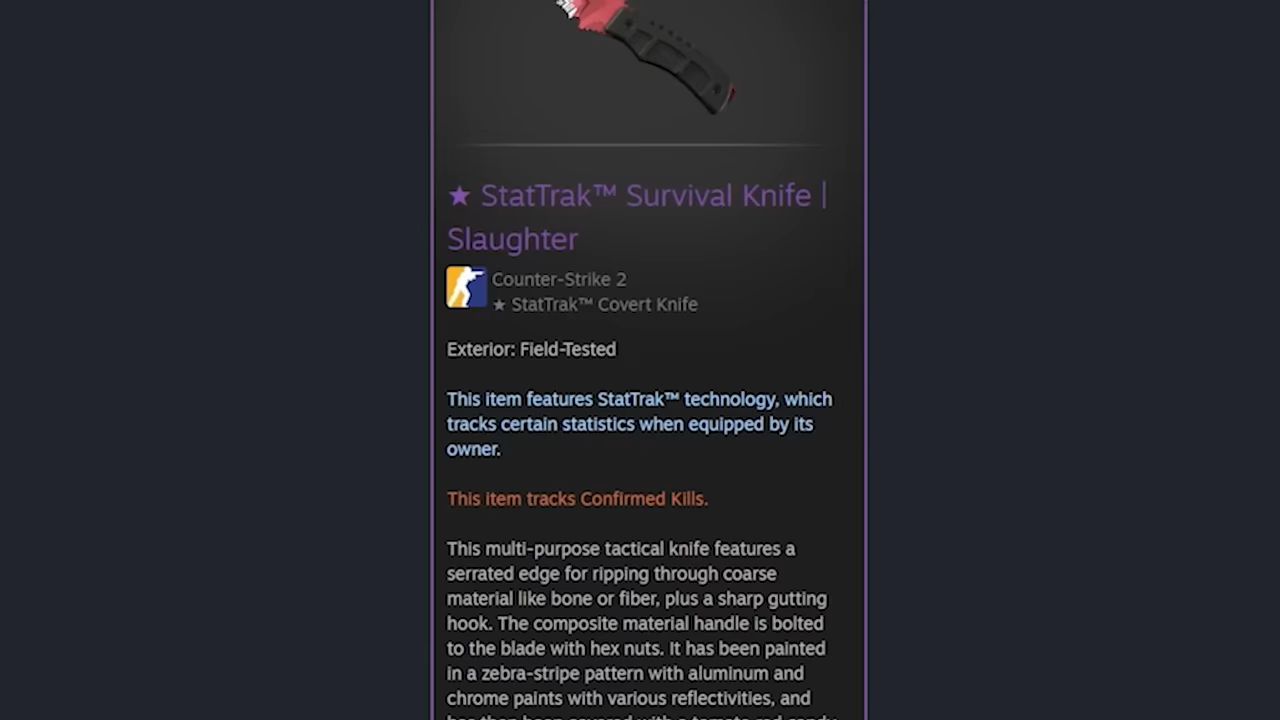 ★ StatTrak™ Survival Knife |
Slaughter
Counter-Strike 2
★ StatTrak™ Covert Knife
Exterior: Field-Tested
This item features StatTrak™ technology, which
tracks certain statistics when equipped by its
owner.
This item tracks Confirmed Kills.
This multi-purpose tactical knife features a
serrated edge for ripping through coarse
material like bone or fiber, plus a sharp gutting
hook. The composite material handle is bolted
to the blade with hex nuts. It has been painted
in a zebra-stripe pattern with aluminum and
chrome paints with various reflectivities, and